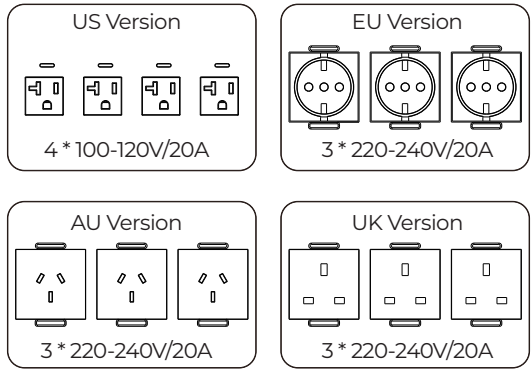 US Version
4 * 100-120V/20A
EU Version
3 * 220-240V/20A
AU Version
3 * 220-240V/20A
UK Version
3 * 220-240V/20A